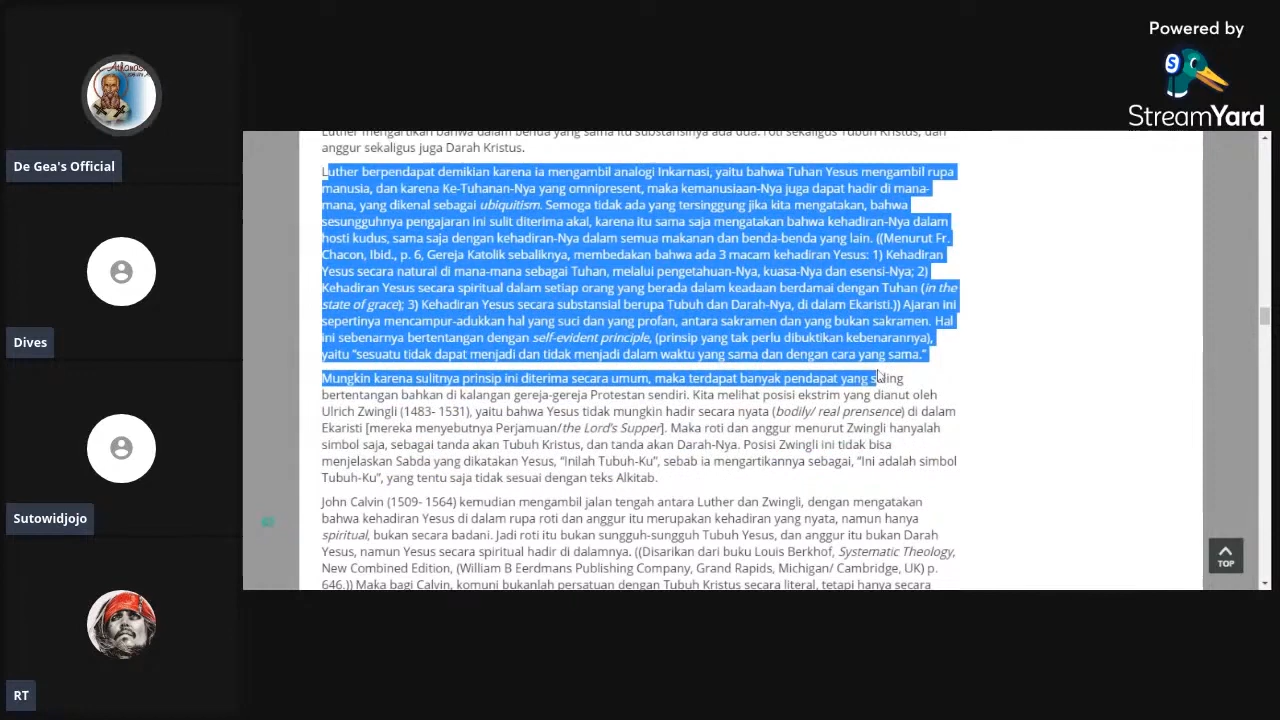 Powered by
StreamYard
De Gea's Official
Dives
Sutowidjojo
RT
Luther mengartikan bahwa dalam benda yang sama itu substansinya ada dua: roti sekaligus Tubuh Kristus, dan
anggur sekaligus juga Darah Kristus.
Luther berpendapat demikian karena ia mengambil analogi Inkarnasi, yaitu bahwa Tuhan Yesus mengambil rupa
manusia, dan karena Ke-Tuhanan-Nya yang omnipresent, maka kemanusiaan-Nya juga dapat hadir di mana-
mana, yang dikenal sebagai ubiquitism. Semoga tidak ada yang tersinggung jika kita mengatakan, bahwa
sesungguhnya pengajaran ini sulit diterima akal, karena itu sama saja mengatakan bahwa kehadiran-Nya dalam
hosti kudus, sama saja dengan kehadiran-Nya dalam semua makanan dan benda-benda yang lain. ((Menurut Fr.
Chacon, Ibid., p. 6, Gereja Katolik sebaliknya, membedakan bahwa ada 3 macam kehadiran Yesus: 1) Kehadiran
Yesus secara natural di mana-mana sebagai Tuhan, melalui pengetahuan-Nya, kuasa-Nya dan esensi-Nya; 2)
Kehadiran Yesus secara spiritual dalam setiap orang yang berada dalam keadaan berdamai dengan Tuhan (in the
state of grace); 3) Kehadiran Yesus secara substansial berupa Tubuh dan Darah-Nya, di dalam Ekaristi.)) Ajaran ini
sepertinya mencampur-adukkan hal yang suci dan yang profan, antara sakramen dan yang bukan sakramen. Hal
ini sebenarnya bertentangan dengan self-evident principle, (prinsip yang tak perlu dibuktikan kebenarannya),
yaitu "sesuatu tidak dapat menjadi dan tidak menjadi dalam waktu yang sama dan dengan cara yang sama."
Mungkin karena sulitnya prinsip ini diterima secara umum, maka terdapat banyak pendapat yang saling
bertentangan bahkan di kalangan gereja-gereja Protestan sendiri. Kita melihat posisi ekstrim yang dianut oleh
Ulrich Zwingli (1483- 1531), yaitu bahwa Yesus tidak mungkin hadir secara nyata (bodily/ real prensence) di dalam
Ekaristi [mereka menyebutnya Perjamuan/the Lord's Supper]. Maka roti dan anggur menurut Zwingli hanyalah
simbol saja, sebagai tanda akan Tubuh Kristus, dan tanda akan Darah-Nya. Posisi Zwingli ini tidak bisa
menjelaskan Sabda yang dikatakan Yesus, "Inilah Tubuh-Ku", sebab ia mengartikannya sebagai, "Ini adalah simbol
Tubuh-Ku", yang tentu saja tidak sesuai dengan teks Alkitab.
John Calvin (1509- 1564) kemudian mengambil jalan tengah antara Luther dan Zwingli, dengan mengatakan
bahwa kehadiran Yesus di dalam rupa roti dan anggur itu merupakan kehadiran yang nyata, namun hanya
spiritual, bukan secara badani. Jadi roti itu bukan sungguh-sungguh Tubuh Yesus, dan anggur itu bukan Darah
Yesus, namun Yesus secara spiritual hadir di dalamnya. ((Disarikan dari buku Louis Berkhof, Systematic Theology,
New Combined Edition, (William B Eerdmans Publishing Company, Grand Rapids, Michigan/ Cambridge, UK) p.
646.)) Maka bagi Calvin, komuni bukanlah persatuan dengan Tubuh Kristus secara literal, tetapi hanya secara
TOP